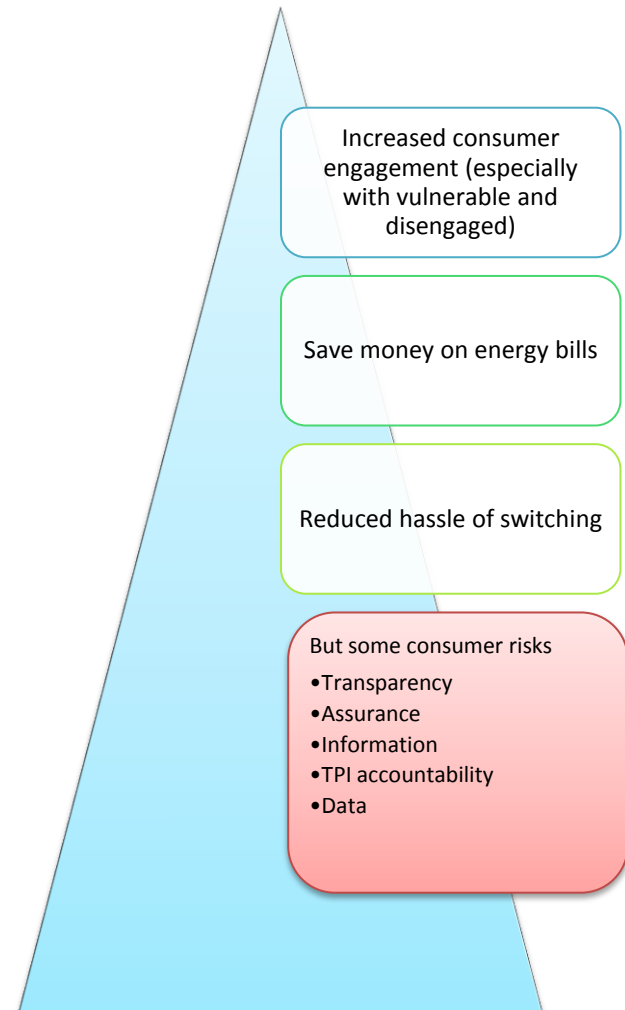 Increased consumer
engagement (especially
with vulnerable and
disengaged)
Save money on energy bills
Reduced hassle of switching
But some consumer risks
•Transparency
•Assurance
•Information
•TPI accountability
•Data